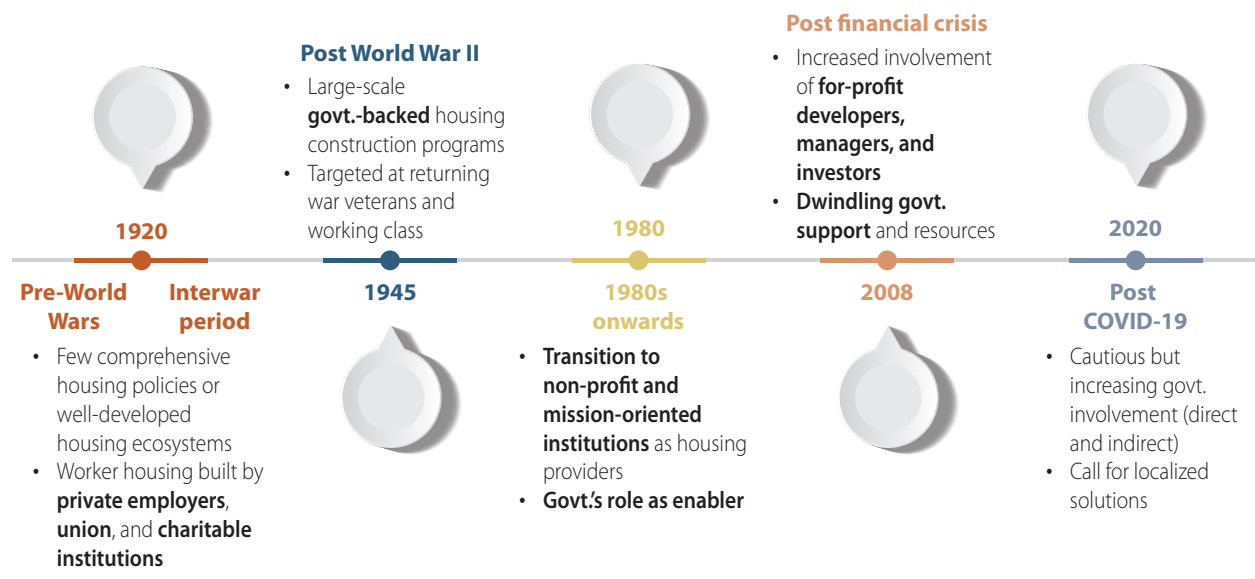 1920
Pre-World
Wars
Interwar
period
• Few comprehensive
housing policies or
well-developed
housing ecosystems
• Worker housing built by
private employers,
union, and charitable
institutions
Post World War II
• Large-scale
govt.-backed housing
construction programs
• Targeted at returning
war veterans and
working class
1945
1980
1980s
onwards
• Transition to
non-profit and
mission-oriented
institutions as housing
providers
• Govt.'s role as enabler
Post financial crisis
• Increased involvement
of for-profit
developers,
managers, and
investors
• Dwindling govt.
support and resources
2008
2020
Post
COVID-19
• Cautious but
increasing govt.
involvement (direct
and indirect)
• Call for localized
solutions